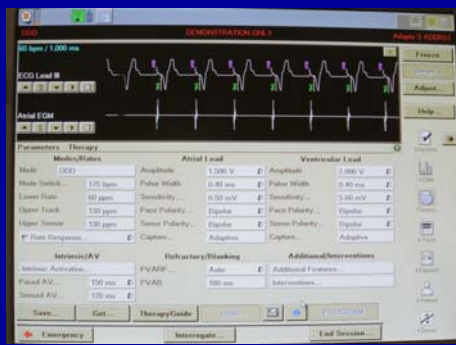 DDD DEMONSTRATION ONLY Adapta S ADDRS1
60 bpm / 1,000 ms
Freeze
ECG Lead II
Adjust...
Atrial EGM
Help...
Parameters - Therapy
Modes/Rates Atrial Lead Ventricular Lead
Mode DDD Amplitude 1.500 V Amplitude 2.000 V
Mode Switch... 175 bpm Pulse Width 0.40 ms Pulse Width 0.40 ms
Lower Rate 60 ppm Sensitivity... 0.50 mV Sensitivity...
Upper Track 130 ppm Pace Polarity... Bipolar Pace Polarity... Bipolar
Upper Sensor 130 ppm Sense Polarity... Bipolar Sense Polarity... Bipolar
Rate Response... Capture... Adaptive Capture... Adaptive
Intrinsic/AV Refractory/Blanking Additional/Interventions
Intrinsic Activation... PVARP... Auto Additional Features...
Paced AV... 150 ms PVAB 180 ms Interventions...
Sensed AV... 120 ms
Save... Get... TherapyGuide PROGRAM
Emergency Interrogate... End Session...